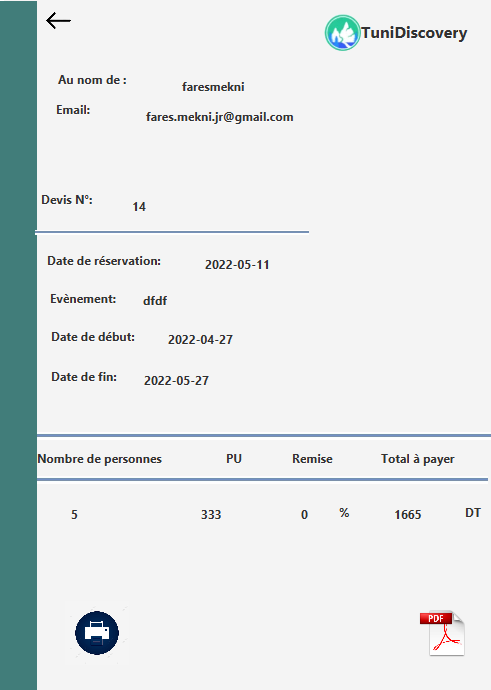 TuniDiscovery
Au nom de : faresmekni
Email: fares.mekni.jr@gmail.com
Devis N°: 14
Date de réservation: 2022-05-11
Evènement: dfdf
Date de début: 2022-04-27
Date de fin: 2022-05-27
Nombre de personnes PU Remise Total à payer
5 333 0 % 1665 DT
PDF